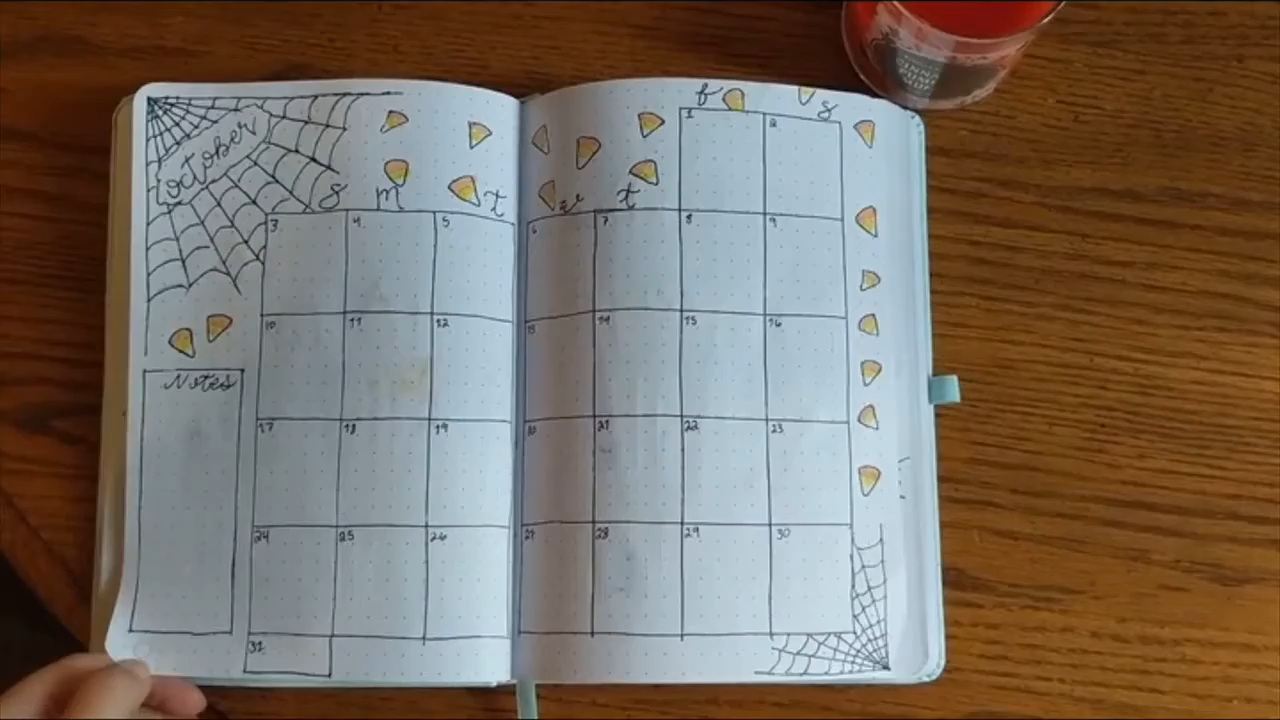 october
f s
s m t w t
1 2
3 4 5 6 7 8 9
10 11 12 13 14 15 16
Notes
17 18 19 20 21 22 23
24 25 26 27 28 29 30
31